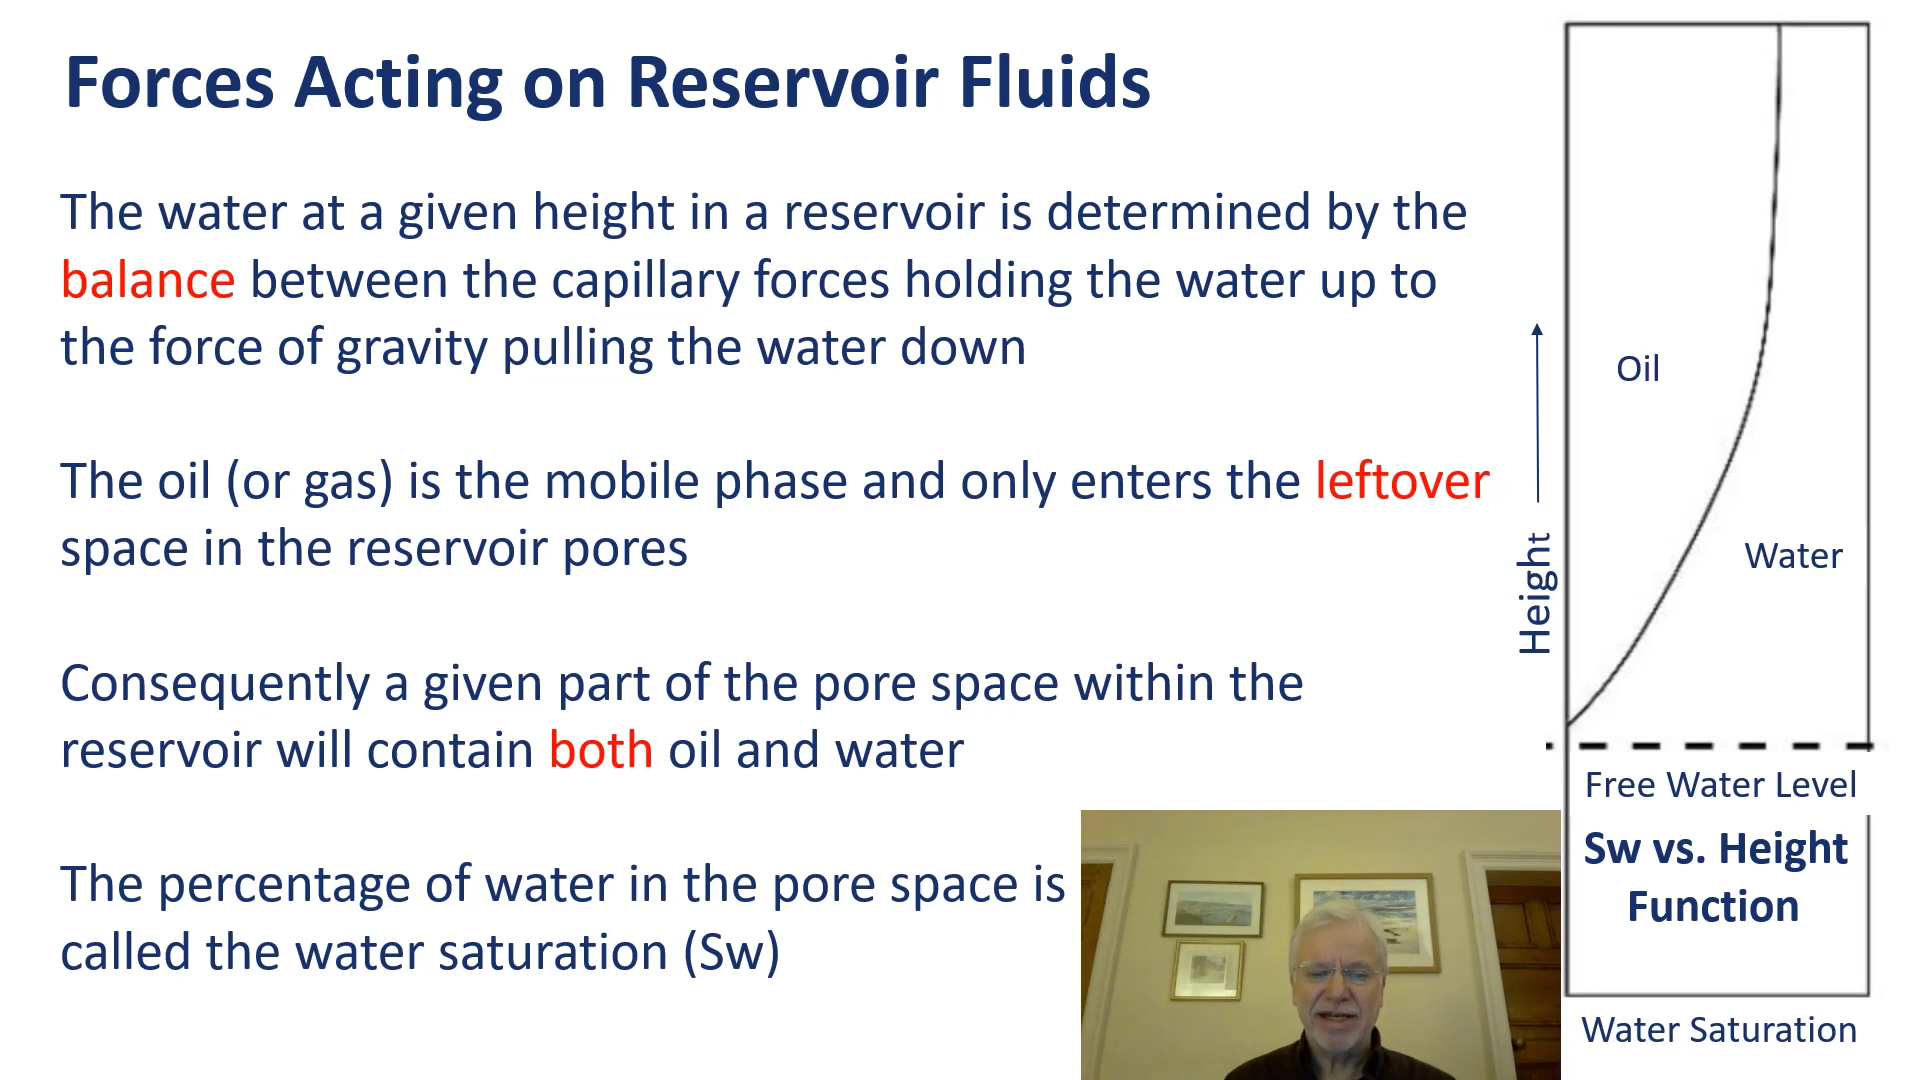 Forces Acting on Reservoir Fluids
The water at a given height in a reservoir is determined by the
balance between the capillary forces holding the water up to
the force of gravity pulling the water down
The oil (or gas) is the mobile phase and only enters the leftover
space in the reservoir pores
Consequently a given part of the pore space within the
reservoir will contain both oil and water
The percentage of water in the pore space is
called the water saturation (Sw)
Height
Oil
Water
Free Water Level
Sw vs. Height
Function
Water Saturation